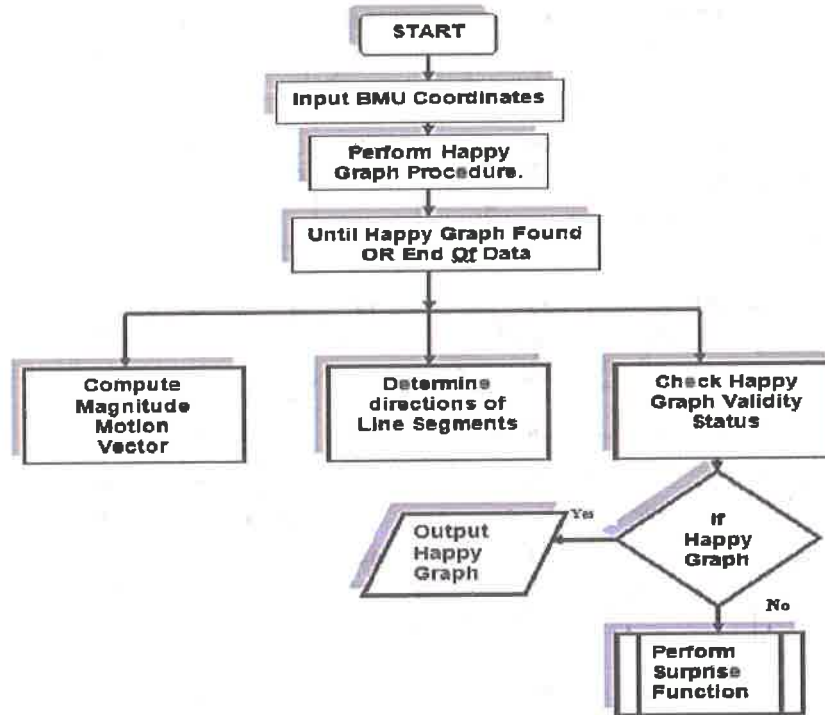 START
Input BMU Coordinates
Perform Happy
Graph Procedure.
Until Happy Graph Found
OR End Of Data
Compute
Magnitude
Motion
Vector
Determine
directions of
Line Segments
Check Happy
Graph Validity
Status
If
Happy
Graph
Yes
Output
Happy
Graph
No
Perform
Surprise
Function